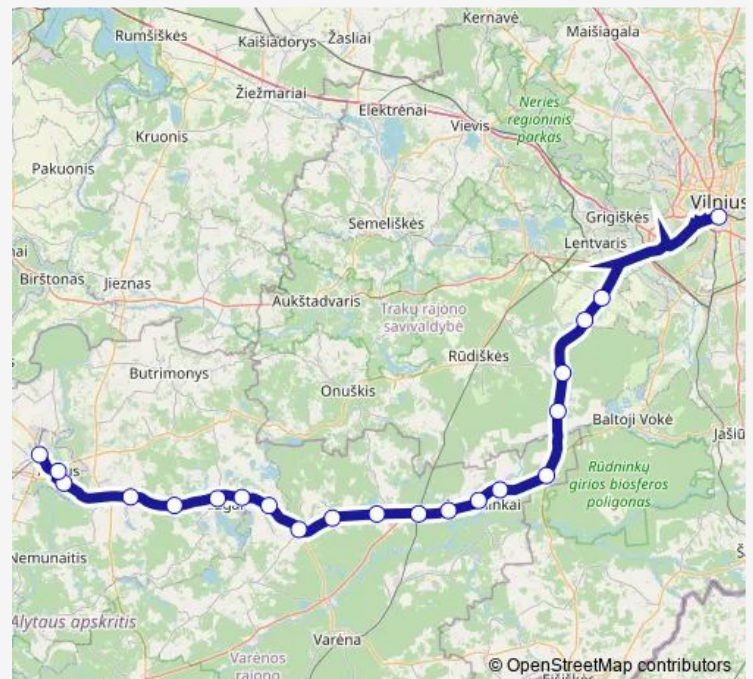 Kernavė
Rumšiškės
Kaišiadorys
Žasliai
Maišiagala
Žiežmariai
Elektrėnai
Neries
regioninis
parkas
Vievis
Kruonis
Pakuonis
Vilnius
Semeliškės
Grigiškės
Lentvaris
Birštonas
Jieznas
Aukštadvaris
Trakų rajono
savivaldybė
Rūdiškės
Butrimonys
Onuškis
Baltoji Vokė
Rūdninkų
girios biosferos
poligonas
Nemunaitis
Alytaus apskritis
Varėna
Varėnos
rajono
© OpenStreetMap contributors